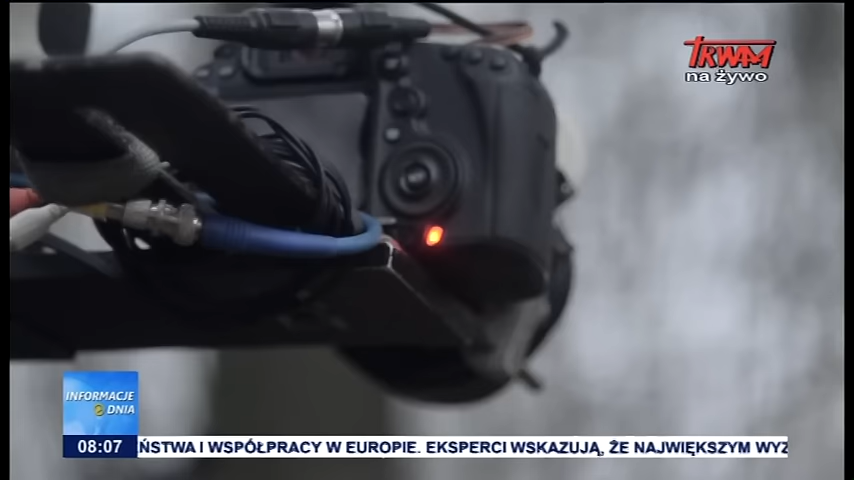 TRWAM
na żywo
INFORMACJE
DNIA
08:07
ŃSTWA I WSPÓŁPRACY W EUROPIE. EKSPERCI WSKAZUJĄ, ŻE NAJWIĘKSZYM WYZ